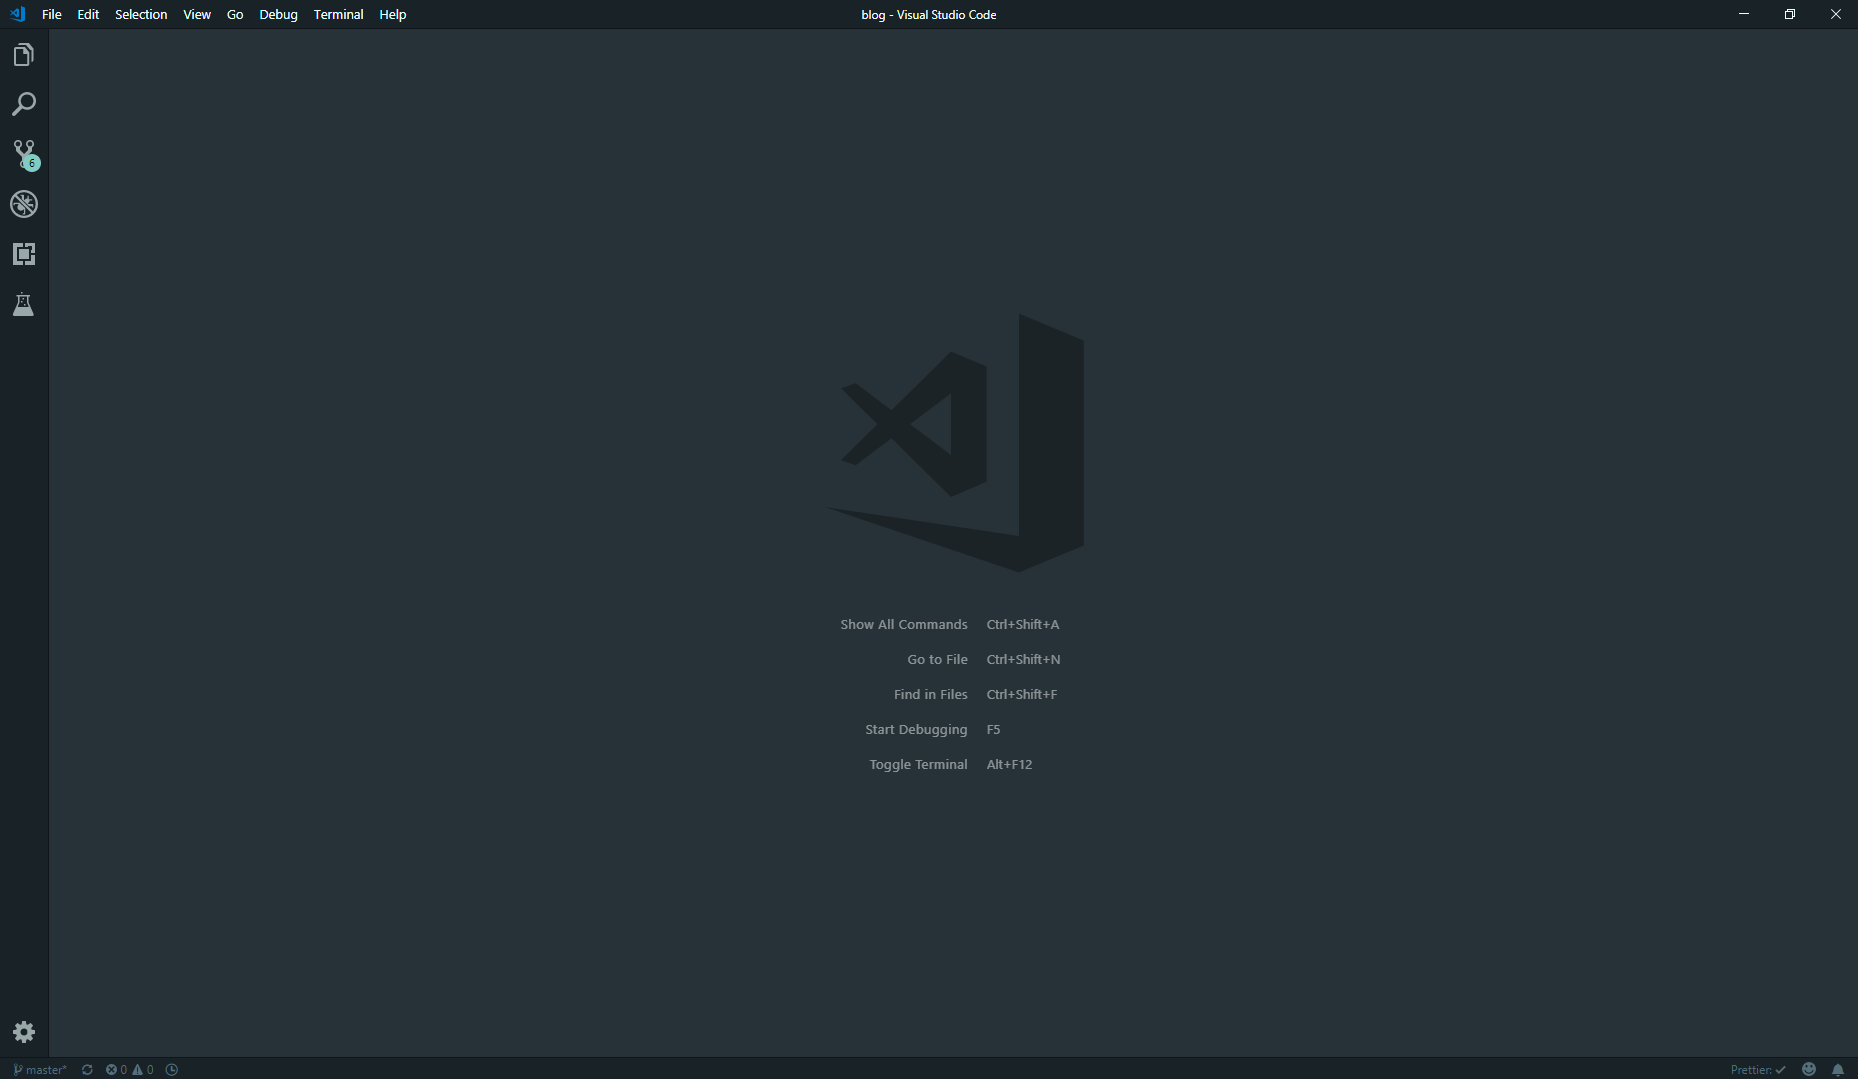 File Edit Selection View Go Debug Terminal Help blog - Visual Studio Code
6
Show All Commands Ctrl+Shift+A
Go to File Ctrl+Shift+N
Find in Files Ctrl+Shift+F
Start Debugging F5
Toggle Terminal Alt+F12
master* 0 0 Prettier: ✓